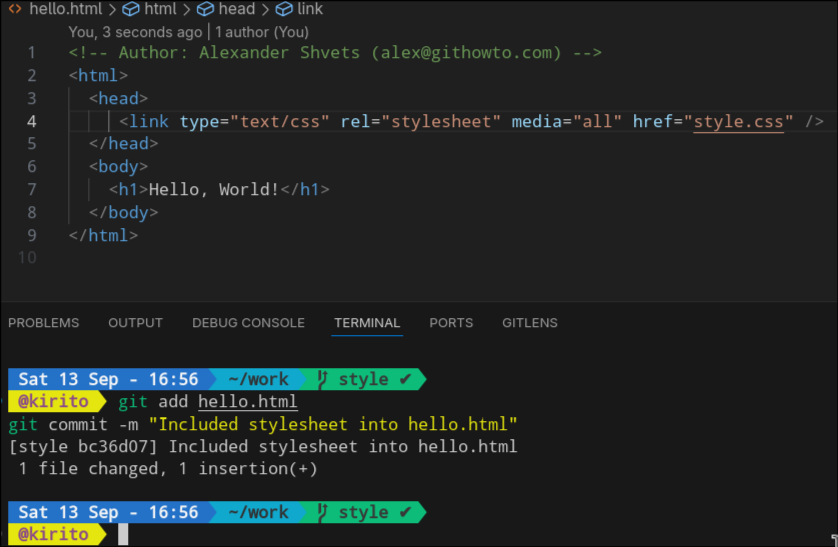 hello.html > html > head > link
You, 3 seconds ago | 1 author (You)
1 <!-- Author: Alexander Shvets (alex@githowto.com) -->
2 <html>
3 <head>
4 <link type="text/css" rel="stylesheet" media="all" href="style.css" />
5 </head>
6 <body>
7 <h1>Hello, World!</h1>
8 </body>
9 </html>
10
PROBLEMS OUTPUT DEBUG CONSOLE TERMINAL PORTS GITLENS
Sat 13 Sep - 16:56 ~/work style ✔
@kirito git add hello.html
git commit -m "Included stylesheet into hello.html"
[style bc36d07] Included stylesheet into hello.html
1 file changed, 1 insertion(+)
Sat 13 Sep - 16:56 ~/work style ✔
@kirito